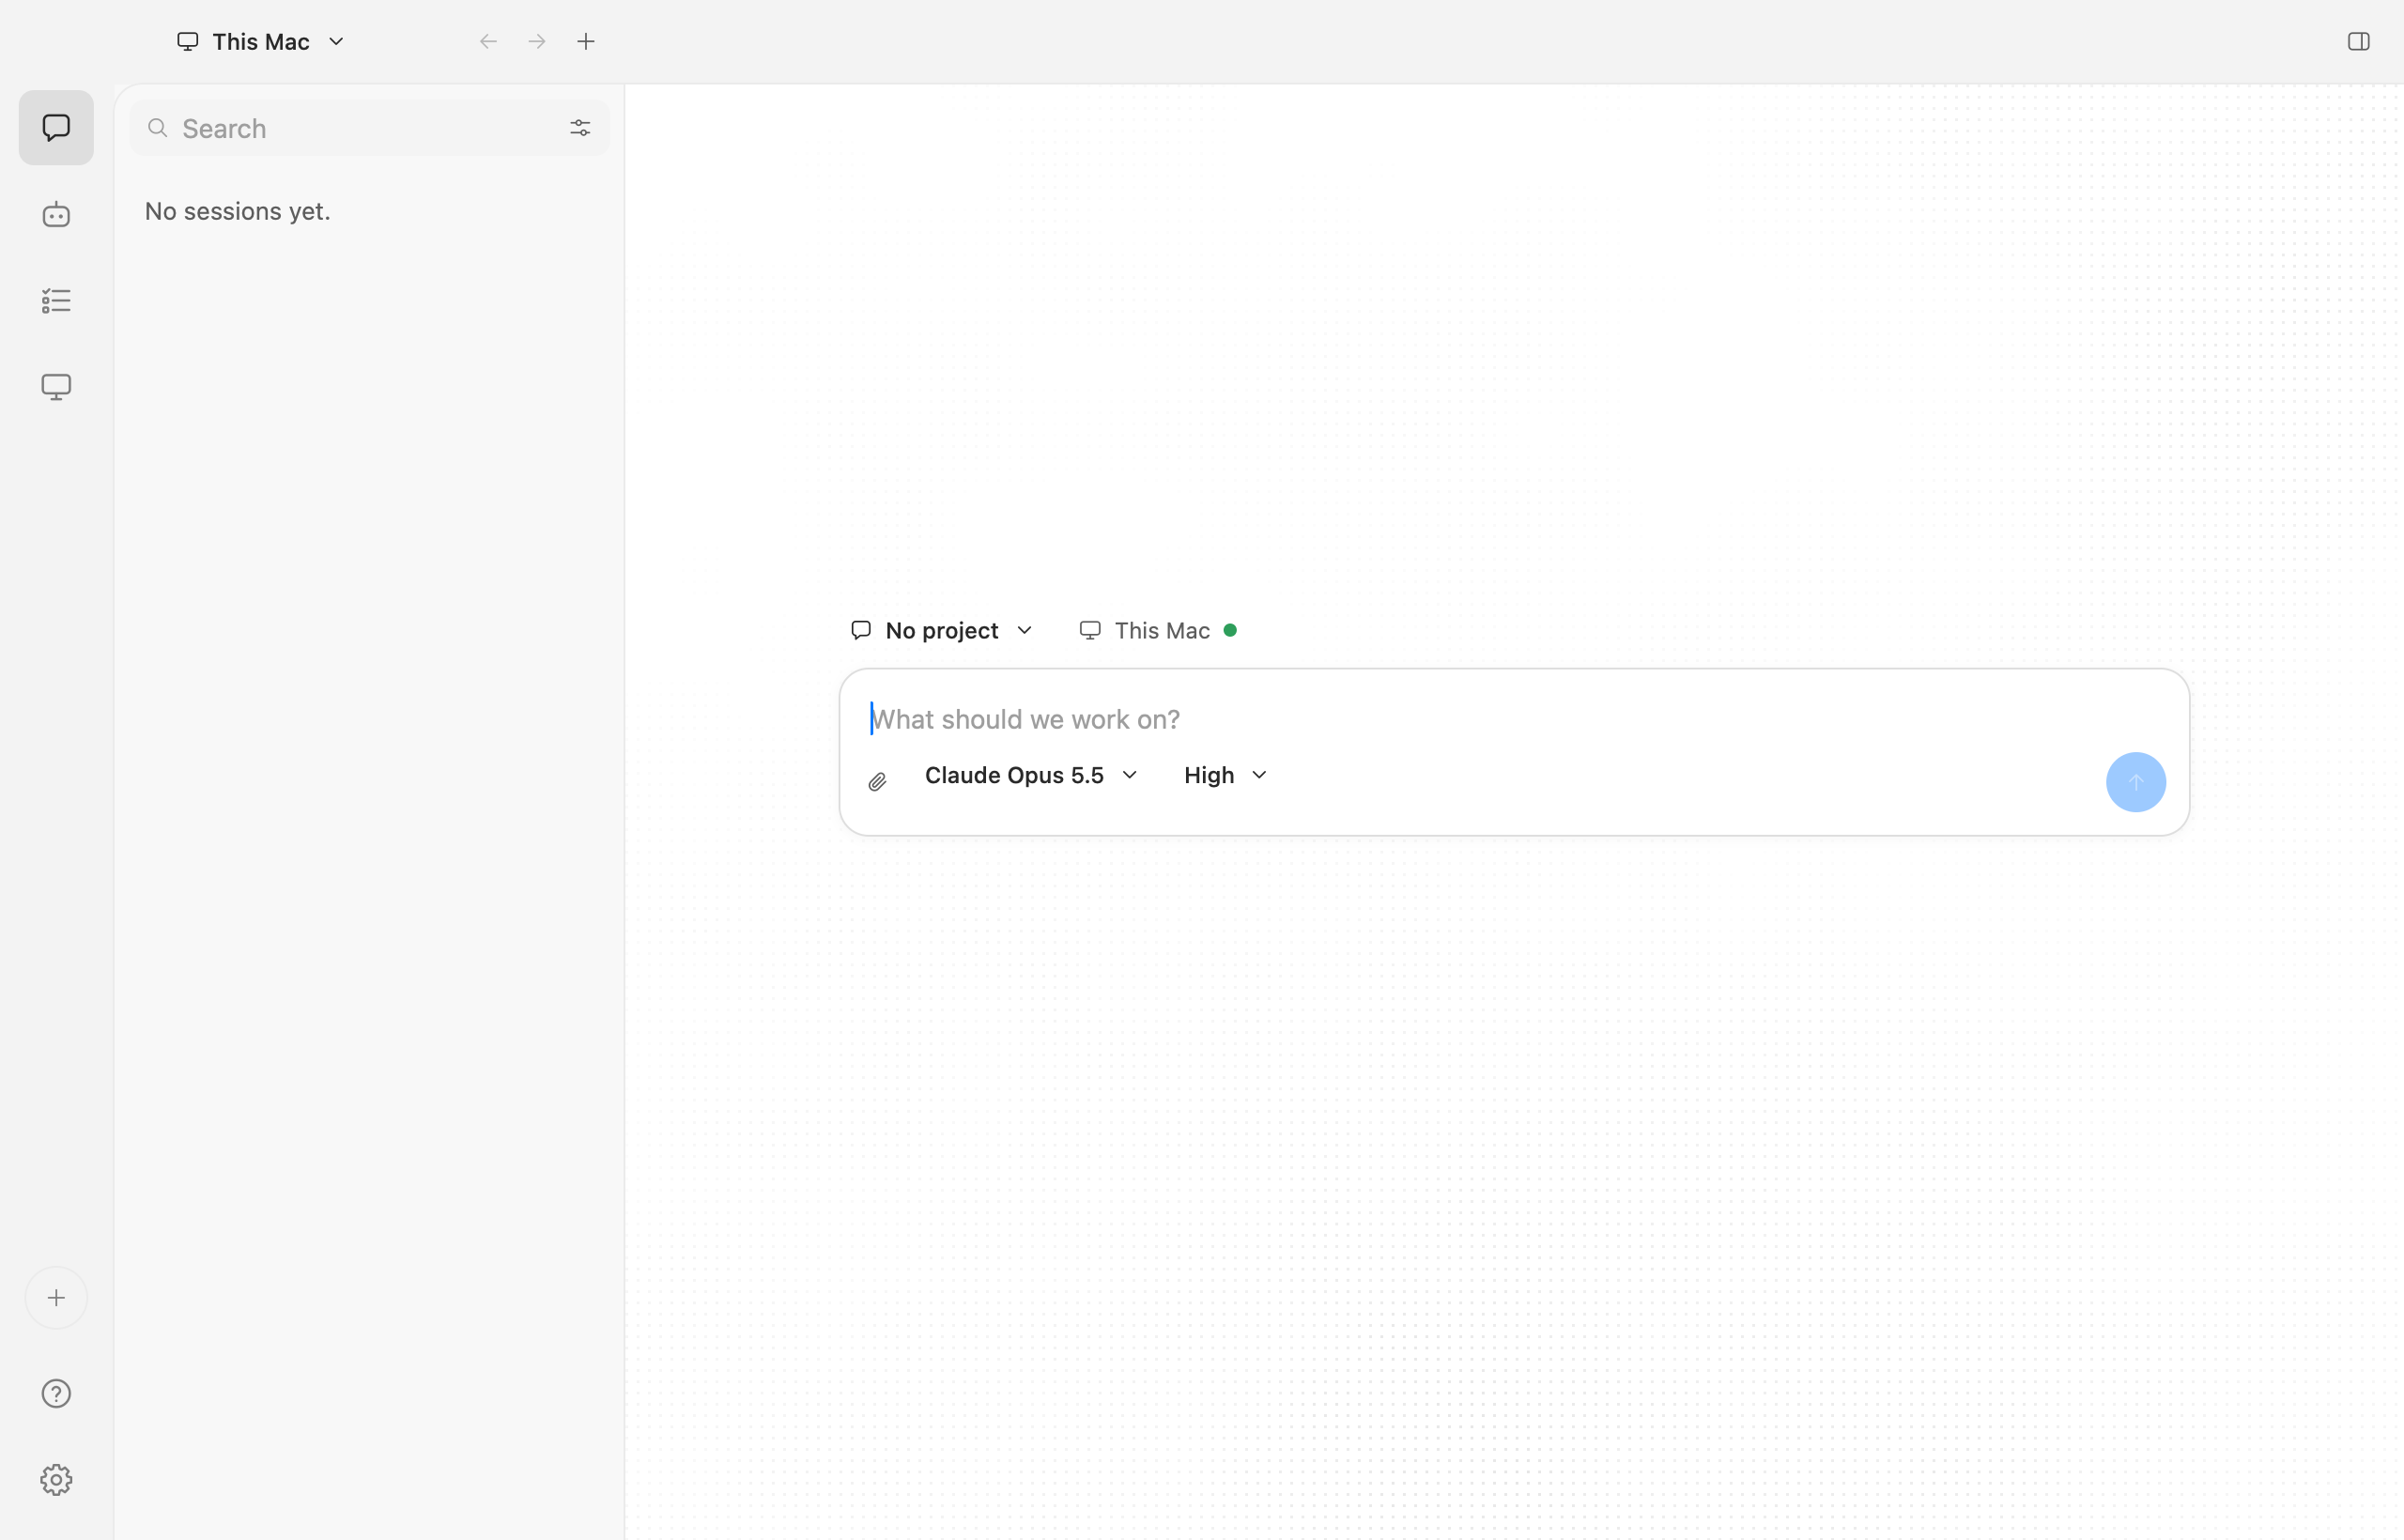 This Mac
Search
No sessions yet.
No project
This Mac
What should we work on?
Claude Opus 5.5
High